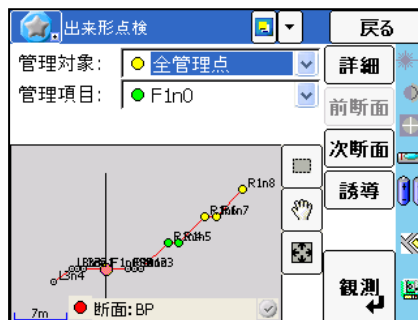 出来形点検
戻る
管理対象: 全管理点
詳細
管理項目: F1n0
前断面
次断面
誘導
R1n8
L3n4
7m
断面:BP
観測